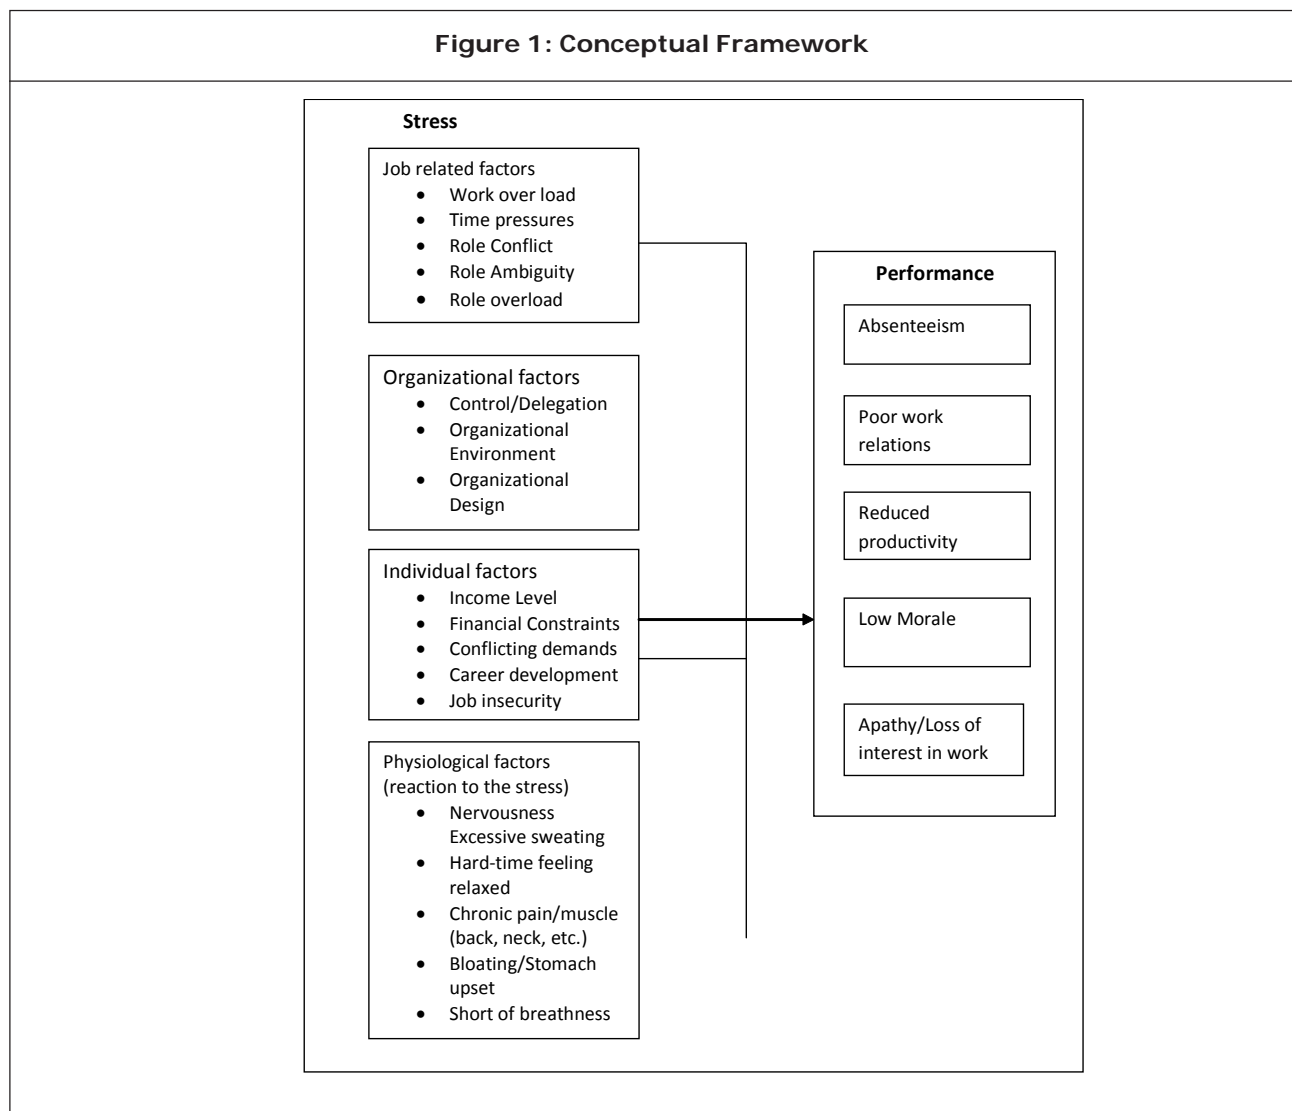 Figure 1: Conceptual Framework
Stress
Job related factors
• Work over load
• Time pressures
• Role Conflict
• Role Ambiguity
• Role overload
Organizational factors
• Control/Delegation
• Organizational
Environment
• Organizational
Design
Individual factors
• Income Level
• Financial Constraints
• Conflicting demands
• Career development
• Job insecurity
Physiological factors
(reaction to the stress)
• Nervousness
Excessive sweating
• Hard-time feeling
relaxed
• Chronic pain/muscle
(back, neck, etc.)
• Bloating/Stomach
upset
• Short of breathness
Performance
Absenteeism
Poor work
relations
Reduced
productivity
Low Morale
Apathy/Loss of
interest in work